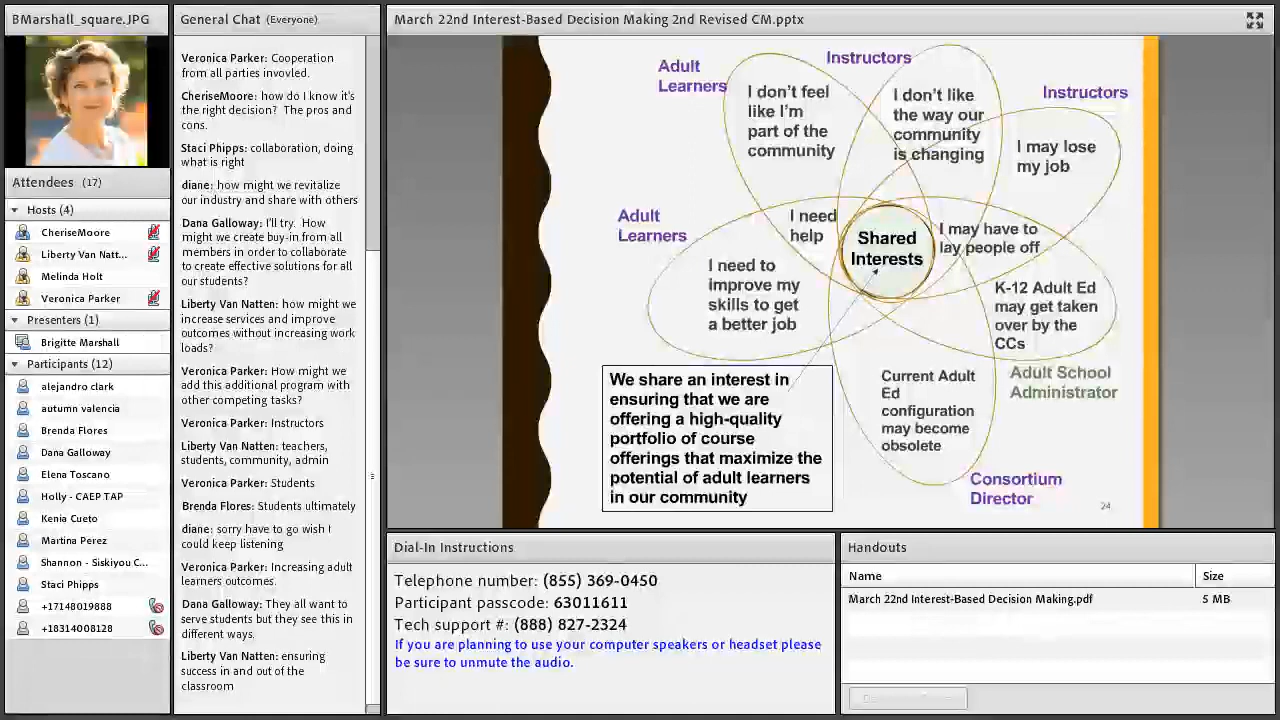 BMarshall_square.JPG
Attendees (17)
Hosts (4)
CheriseMoore
Liberty Van Natt...
Melinda Holt
Veronica Parker
Presenters (1)
Brigitte Marshall
Participants (12)
alejandro clark
autumn valencia
Brenda Flores
Dana Galloway
Elena Toscano
Holly - CAEP TAP
Kenia Cueto
Martina Perez
Shannon - Siskiyou C...
Staci Phipps
+17148019888
+18314008128
General Chat (Everyone)
Veronica Parker: Cooperation
from all parties invovled.
CheriseMoore: how do I know it's
the right decision? The pros and
cons.
Staci Phipps: collaboration, doing
what is right
diane: how might we revitalize
our industry and share with others
Dana Galloway: I'll try. How
might we create buy-in from all
members in order to collaborate
to create effective solutions for all
our students?
Liberty Van Natten: how might we
increase services and improve
outcomes without increasing work
loads?
Veronica Parker: How might we
add this additional program with
other competing tasks?
Veronica Parker: Instructors
Liberty Van Natten: teachers,
students, community, admin
Veronica Parker: Students
Brenda Flores: Students ultimately
diane: sorry have to go wish I
could keep listening
Veronica Parker: Increasing adult
learners outcomes.
Dana Galloway: They all want to
serve students but they see this in
different ways.
Liberty Van Natten: ensuring
success in and out of the
classroom
March 22nd Interest-Based Decision Making 2nd Revised CM.pptx
Adult
Learners
I don't feel
like I'm
part of the
community
Instructors
I don't like
the way our
community
is changing
Instructors
I may lose
my job
Adult
Learners
I need
help
I need to
improve my
skills to get
a better job
Shared
Interests
I may have to
lay people off
K-12 Adult Ed
may get taken
over by the
CCs
Adult School
Administrator
Current Adult
Ed
configuration
may become
obsolete
Consortium
Director
We share an interest in
ensuring that we are
offering a high-quality
portfolio of course
offerings that maximize the
potential of adult learners
in our community
24
Dial-In Instructions
Telephone number: (855) 369-0450
Participant passcode: 63011611
Tech support #: (888) 827-2324
If you are planning to use your computer speakers or headset please
be sure to unmute the audio.
Handouts
Name Size
March 22nd Interest-Based Decision Making.pdf 5 MB